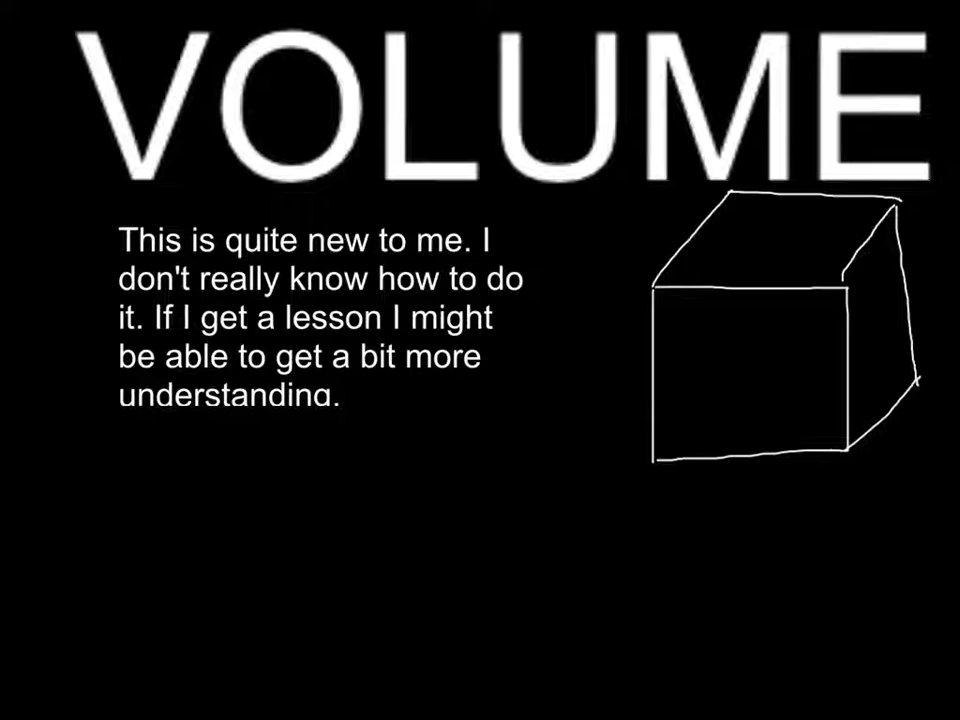 VOLUME
This is quite new to me. I
don't really know how to do
it. If I get a lesson I might
be able to get a bit more
understanding.